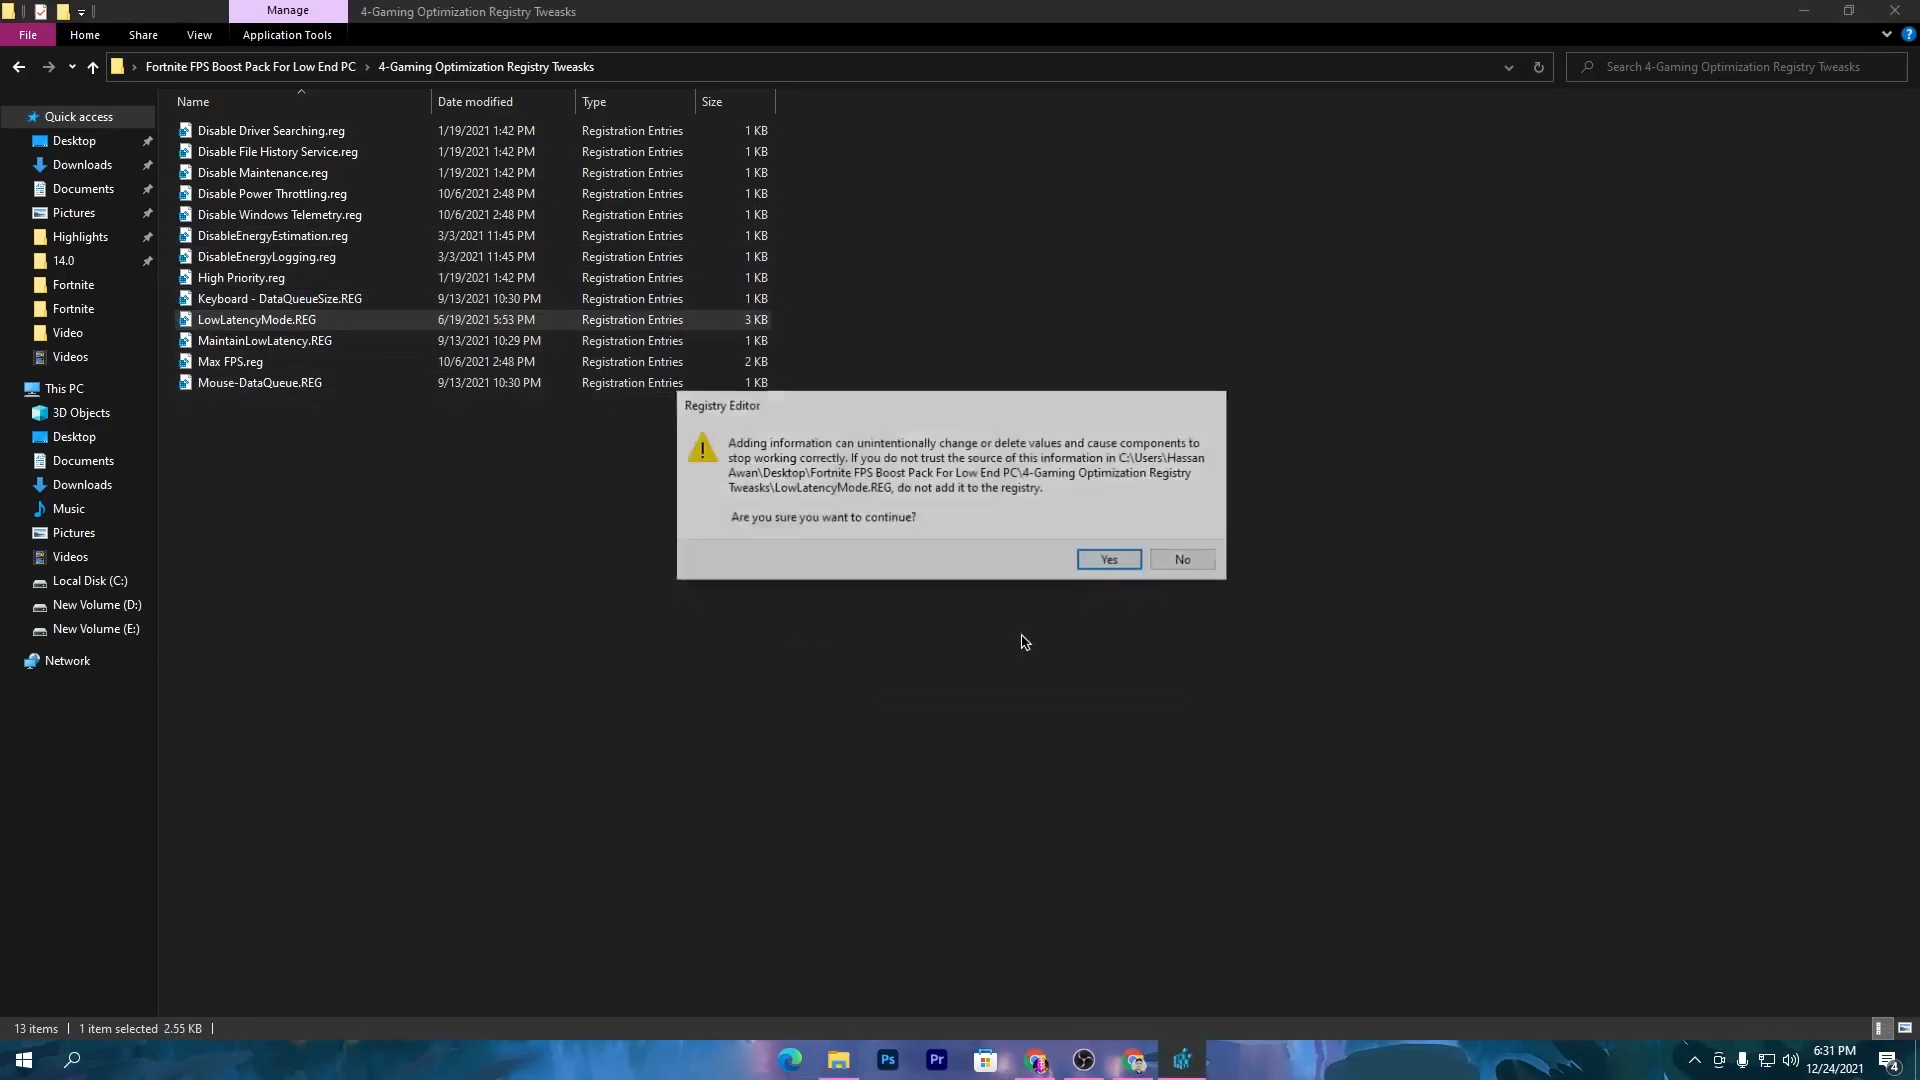 Manage
4-Gaming Optimization Registry Tweasks
File
Home
Share
View
Application Tools
Fortnite FPS Boost Pack For Low End PC
4-Gaming Optimization Registry Tweasks
Search 4-Gaming Optimization Registry Tweasks
Name
Date modified
Type
Size
Disable Driver Searching.reg 1/19/2021 1:42 PM Registration Entries 1 KB
Disable File History Service.reg 1/19/2021 1:42 PM Registration Entries 1 KB
Disable Maintenance.reg 1/19/2021 1:42 PM Registration Entries 1 KB
Disable Power Throttling.reg 10/6/2021 2:48 PM Registration Entries 1 KB
Disable Windows Telemetry.reg 10/6/2021 2:48 PM Registration Entries 1 KB
DisableEnergyEstimation.reg 3/3/2021 11:45 PM Registration Entries 1 KB
DisableEnergyLogging.reg 3/3/2021 11:45 PM Registration Entries 1 KB
High Priority.reg 1/19/2021 1:42 PM Registration Entries 1 KB
Keyboard - DataQueueSize.REG 9/13/2021 10:30 PM Registration Entries 1 KB
LowLatencyMode.REG 6/19/2021 5:53 PM Registration Entries 3 KB
MaintainLowLatency.REG 9/13/2021 10:29 PM Registration Entries 1 KB
Max FPS.reg 10/6/2021 2:48 PM Registration Entries 2 KB
Mouse-DataQueue.REG 9/13/2021 10:30 PM Registration Entries 1 KB
Quick access
Desktop
Downloads
Documents
Pictures
Highlights
14.0
Fortnite
Fortnite
Video
Videos
This PC
3D Objects
Desktop
Documents
Downloads
Music
Pictures
Videos
Local Disk (C:)
New Volume (D:)
New Volume (E:)
Network
Registry Editor
Adding information can unintentionally change or delete values and cause components to
stop working correctly. If you do not trust the source of this information in C:\Users\Hassan
Awan\Desktop\Fortnite FPS Boost Pack For Low End PC\4-Gaming Optimization Registry
Tweasks\LowLatencyMode.REG, do not add it to the registry.
Are you sure you want to continue?
Yes
No
13 items
1 item selected 2.55 KB
Ps
Pr
6:31 PM
12/24/2021
4